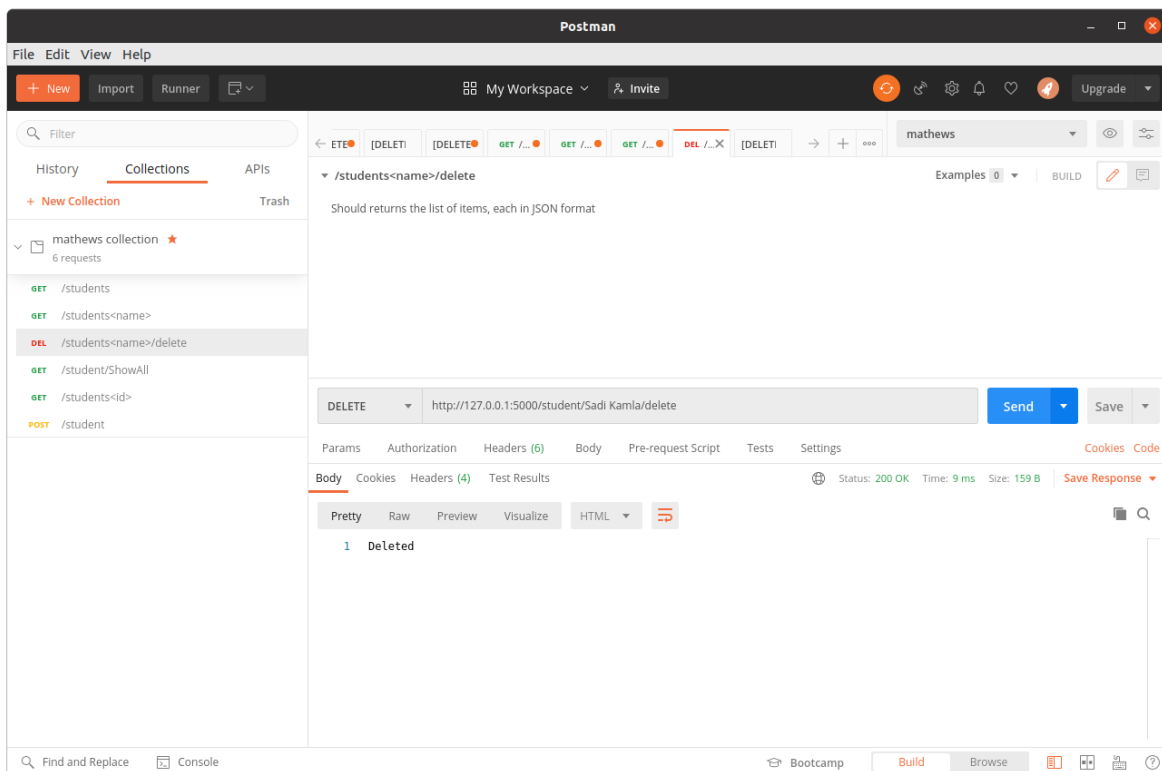 Postman
File Edit View Help
+ New Import Runner My Workspace Invite Upgrade
Filter
History Collections APIs
+ New Collection Trash
mathews collection
6 requests
GET /students
GET /students<name>
DEL /students<name>/delete
GET /student/ShowAll
GET /students<id>
POST /student
ETE [DELETI [DELETE GET /... GET /... GET /... DEL /... [DELETI
mathews
/students<name>/delete Examples 0 BUILD
Should returns the list of items, each in JSON format
DELETE http://127.0.0.1:5000/student/Sadi Kamla/delete Send Save
Params Authorization Headers (6) Body Pre-request Script Tests Settings Cookies Code
Body Cookies Headers (4) Test Results Status: 200 OK Time: 9 ms Size: 159 B Save Response
Pretty Raw Preview Visualize HTML
1 Deleted
Find and Replace Console Bootcamp Build Browse